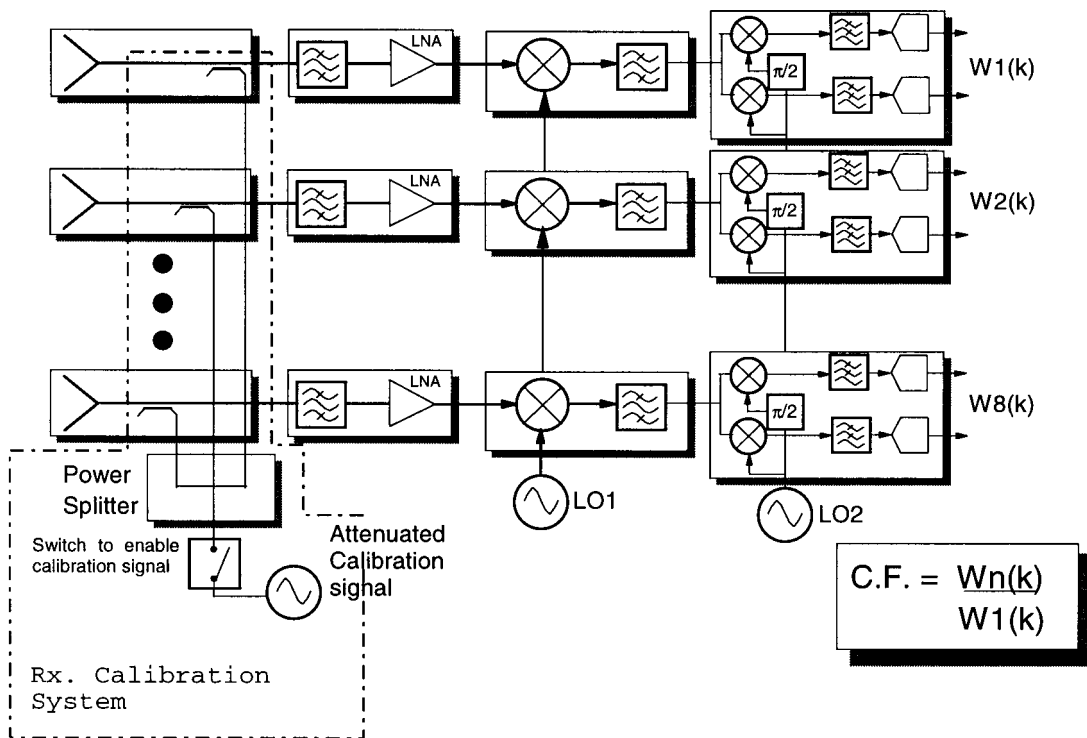 LNA
π/2
W1(k)
LNA
π/2
W2(k)
LNA
π/2
W8(k)
Power
Splitter
LO1
LO2
Switch to enable
calibration signal
Attenuated
Calibration
signal
C.F. = Wn(k)
W1(k)
Rx. Calibration
System